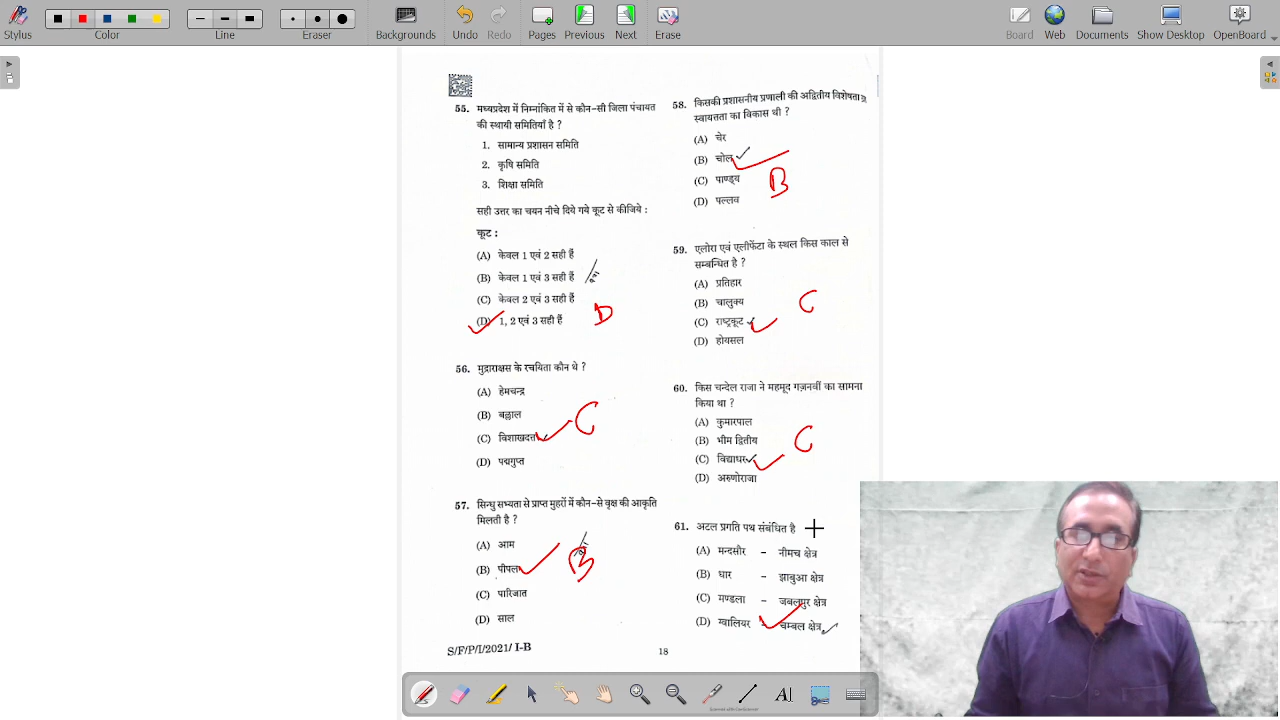 Stylus
Color
Line
Eraser
Backgrounds
Undo
Redo
Pages
Previous
Next
Erase
Board
Web
Documents
Show Desktop
OpenBoard
55. मध्यप्रदेश में निम्नांकित में से कौन-सी जिला पंचायत
की स्थायी समितियाँ है ?
1. सामान्य प्रशासन समिति
2. कृषि समिति
3. शिक्षा समिति
सही उत्तर का चयन नीचे दिये गये कूट से कीजिये :
कूट :
(A) केवल 1 एवं 2 सही हैं
(B) केवल 1 एवं 3 सही हैं
(C) केवल 2 एवं 3 सही हैं
(D) 1, 2 एवं 3 सही हैं
D
56. मुद्राराक्षस के रचयिता कौन थे ?
(A) हेमचन्द्र
(B) बल्लाल
(C) विशाखदत्त
C
(D) पद्मगुप्त
57. सिन्धु सभ्यता से प्राप्त मुहरों में कौन-से वृक्ष की आकृति
मिलती है ?
(A) आम
(B) पीपल
B
(C) पारिजात
(D) साल
S/F/P/I/2021/ I-B
18
58. किसकी प्रशासनीय प्रणाली की अद्वितीय विशेषता
स्वायत्तता का विकास थी ?
(A) चेर
(B) चोल
(C) पाण्ड्य
B
(D) पल्लव
59. एलोरा एवं एलीफेंटा के स्थल किस काल से
सम्बन्धित है ?
(A) प्रतिहार
(B) चालुक्य
C
(C) राष्ट्रकूट
(D) होयसल
60. किस चन्देल राजा ने महमूद गज़नवीं का सामना
किया था ?
(A) कुमारपाल
(B) भीम द्वितीय
C
(C) विद्याधर
(D) अरुणोराजा
61. अटल प्रगति पथ संबंधित है
(A) मन्दसौर – नीमच क्षेत्र
(B) धार – झाबुआ क्षेत्र
(C) मण्डला – जबलपुर क्षेत्र
(D) ग्वालियर – चम्बल क्षेत्र